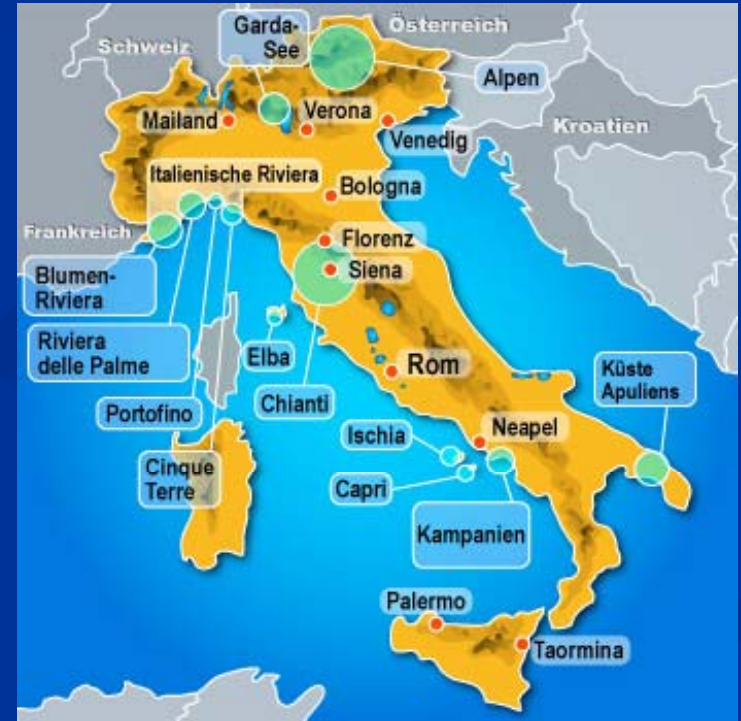 Garda-
See
Österreich
Schweiz
Alpen
Mailand
Verona
Venedig
Kroatien
Italienische Riviera
Bologna
Frankreich
Florenz
Siena
Blumen-
Riviera
Riviera
delle Palme
Elba
Rom
Küste
Apuliens
Portofino
Chianti
Ischia
Neapel
Cinque
Terre
Capri
Kampanien
Palermo
Taormina